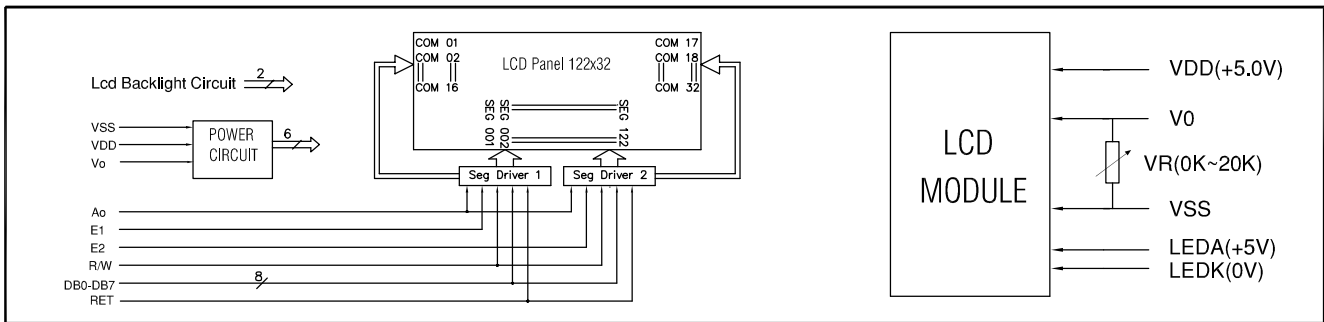 COM 01
COM 02
COM 16
LCD Panel 122x32
COM 17
COM 18
COM 32
SEG 001
SEG 002
SEG 122
Lcd Backlight Circuit 2
VSS
VDD
Vo
POWER
CIRCUIT
6
Seg Driver 1
Seg Driver 2
Ao
E1
E2
R/W
DB0-DB7 8
RET
LCD
MODULE
VDD(+5.0V)
V0
VR(0K~20K)
VSS
LEDA(+5V)
LEDK(0V)